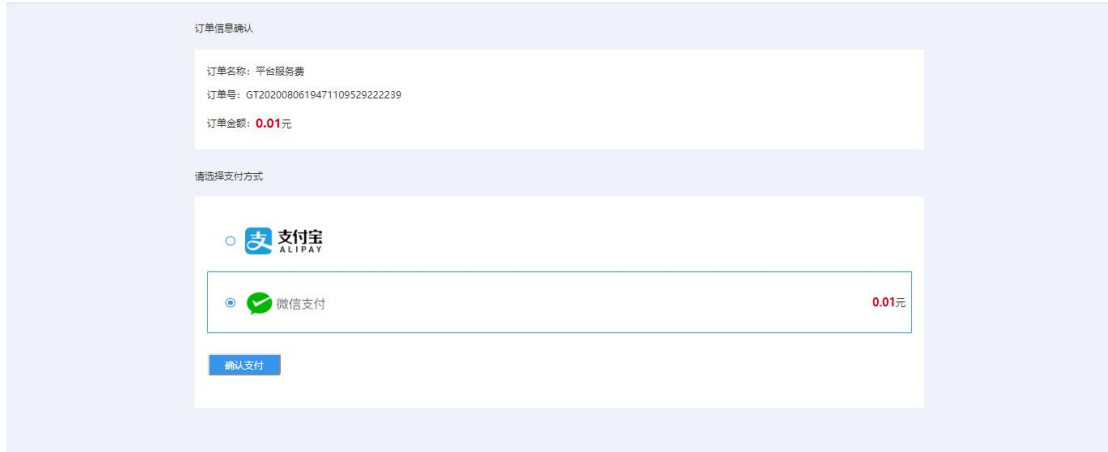 订单信息确认
订单名称：平台服务费
订单号：GT2020080619471109529222239
订单金额：0.01元
请选择支付方式
支 支付宝
ALIPAY
微信支付 0.01元
确认支付